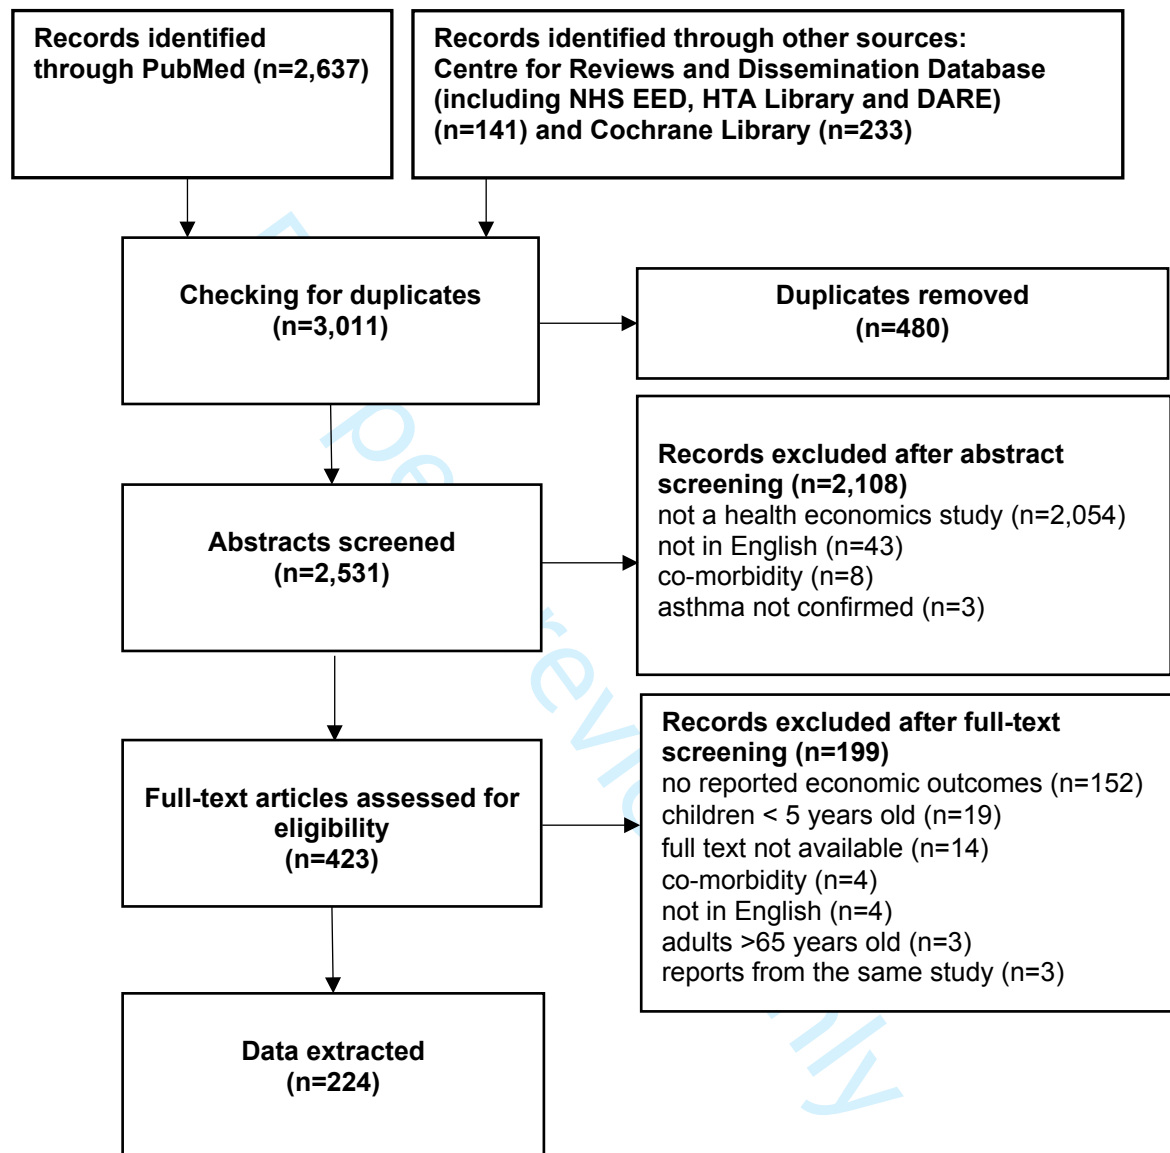 Records identified
through PubMed (n=2,637)
Records identified through other sources:
Centre for Reviews and Dissemination Database
(including NHS EED, HTA Library and DARE)
(n=141) and Cochrane Library (n=233)
Checking for duplicates
(n=3,011)
Duplicates removed
(n=480)
Abstracts screened
(n=2,531)
Records excluded after abstract
screening (n=2,108)
not a health economics study (n=2,054)
not in English (n=43)
co-morbidity (n=8)
asthma not confirmed (n=3)
Full-text articles assessed for
eligibility
(n=423)
Records excluded after full-text
screening (n=199)
no reported economic outcomes (n=152)
children < 5 years old (n=19)
full text not available (n=14)
co-morbidity (n=4)
not in English (n=4)
adults >65 years old (n=3)
reports from the same study (n=3)
Data extracted
(n=224)